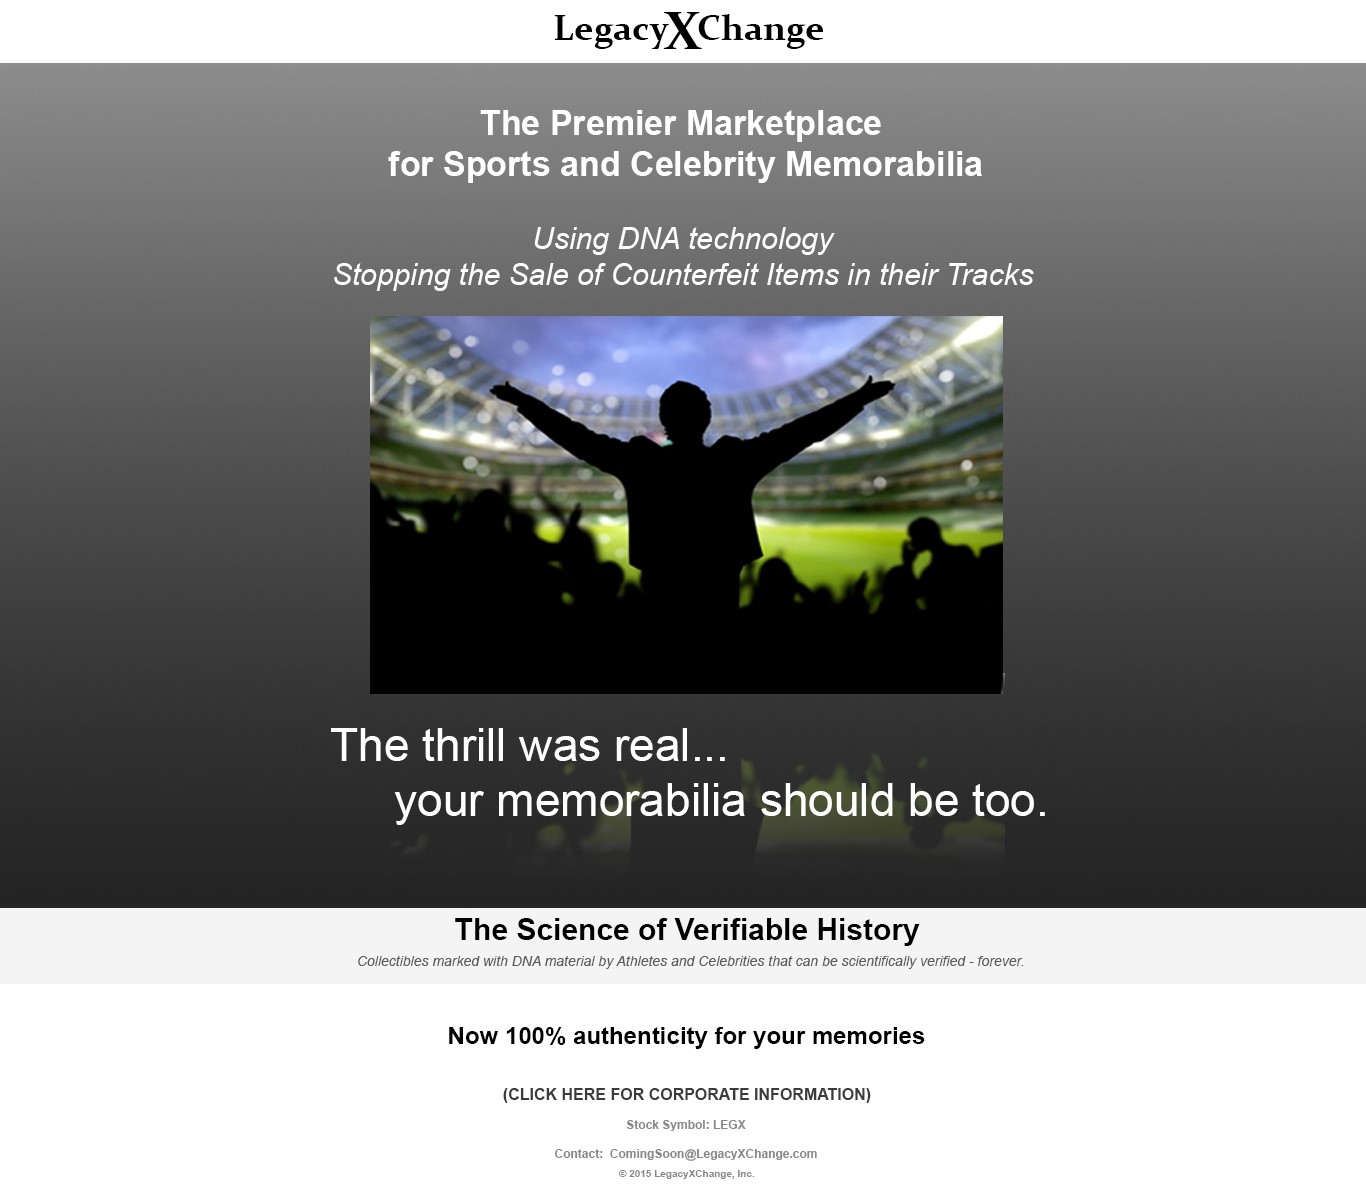 LegacyXChange
The Premier Marketplace
for Sports and Celebrity Memorabilia
Using DNA technology
Stopping the Sale of Counterfeit Items in their Tracks
The thrill was real...
your memorabilia should be too.
The Science of Verifiable History
Collectibles marked with DNA material by Athletes and Celebrities that can be scientifically verified - forever.
Now 100% authenticity for your memories
(CLICK HERE FOR CORPORATE INFORMATION)
Stock Symbol: LEGX
Contact:  ComingSoon@LegacyXChange.com
© 2015 LegacyXChange, Inc.